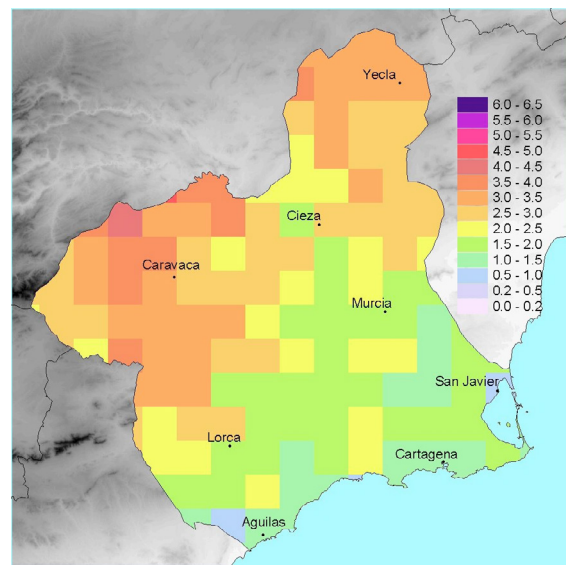 Yecla
6.0 - 6.5
5.5 - 6.0
5.0 - 5.5
4.5 - 5.0
4.0 - 4.5
3.5 - 4.0
3.0 - 3.5
2.5 - 3.0
2.0 - 2.5
1.5 - 2.0
1.0 - 1.5
0.5 - 1.0
0.2 - 0.5
0.0 - 0.2
Cieza
Caravaca
Murcia
San Javier
Lorca
Cartagena
Aguilas